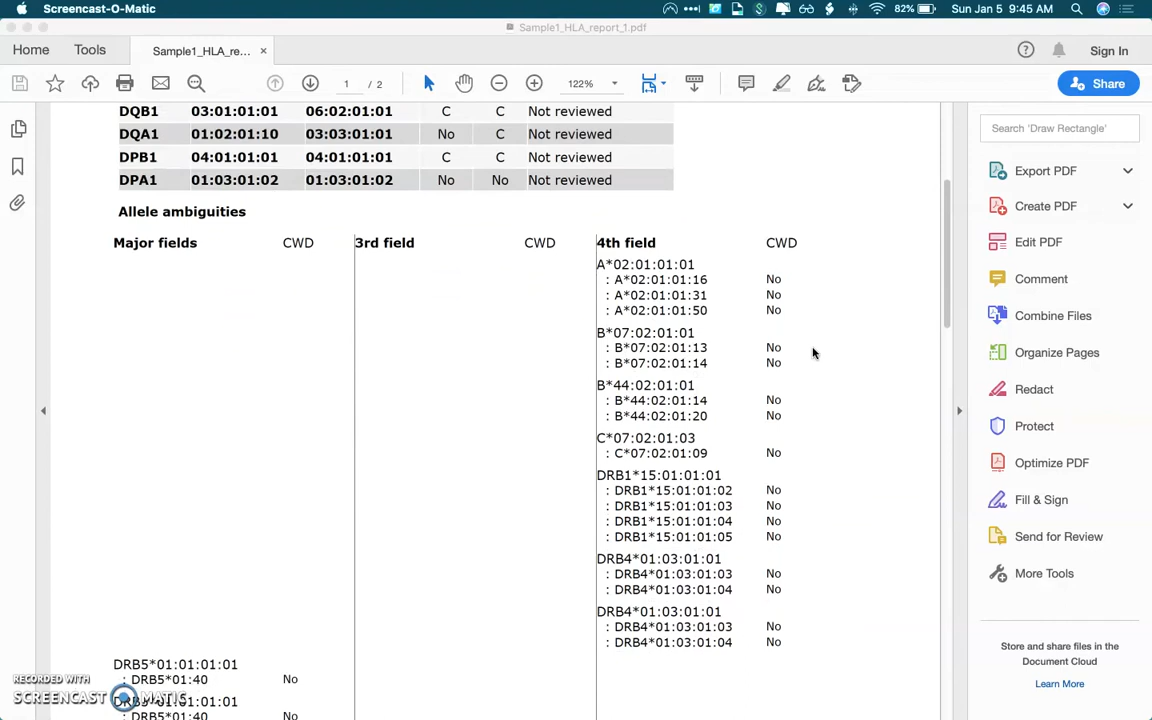 Screencast-O-Matic 82% Sun Jan 5 9:45 AM
Sample1_HLA_report_1.pdf
Home Tools Sample1_HLA_re... × Sign In
1 / 2 122% Share
DQB1 03:01:01:01 06:02:01:01 C C Not reviewed
DQA1 01:02:01:10 03:03:01:01 No C Not reviewed
DPB1 04:01:01:01 04:01:01:01 C C Not reviewed
DPA1 01:03:01:02 01:03:01:02 No No Not reviewed
Allele ambiguities
Major fields CWD 3rd field CWD 4th field CWD
A*02:01:01:01
: A*02:01:01:16 No
: A*02:01:01:31 No
: A*02:01:01:50 No
B*07:02:01:01
: B*07:02:01:13 No
: B*07:02:01:14 No
B*44:02:01:01
: B*44:02:01:14 No
: B*44:02:01:20 No
C*07:02:01:03
: C*07:02:01:09 No
DRB1*15:01:01:01
: DRB1*15:01:01:02 No
: DRB1*15:01:01:03 No
: DRB1*15:01:01:04 No
: DRB1*15:01:01:05 No
DRB4*01:03:01:01
: DRB4*01:03:01:03 No
: DRB4*01:03:01:04 No
DRB4*01:03:01:01
: DRB4*01:03:01:03 No
: DRB4*01:03:01:04 No
DRB5*01:01:01:01
: DRB5*01:40 No
DRB5*01:01:01:01
: DRB5*01:40 No
RECORDED WITH
SCREENCAST MATIC
Search 'Draw Rectangle'
Export PDF
Create PDF
Edit PDF
Comment
Combine Files
Organize Pages
Redact
Protect
Optimize PDF
Fill & Sign
Send for Review
More Tools
Store and share files in the
Document Cloud
Learn More